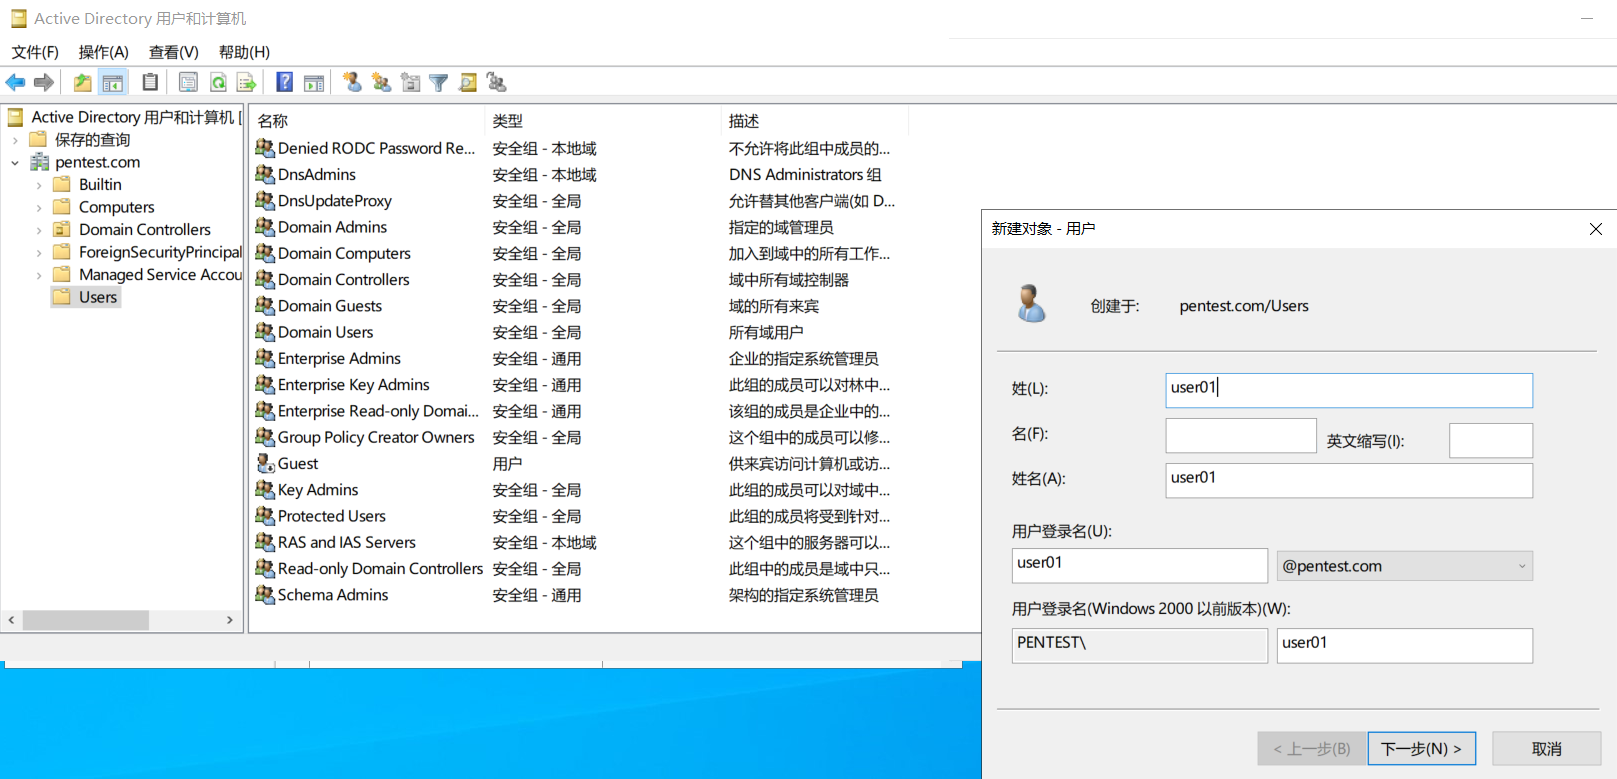 Active Directory 用户和计算机
文件(F) 操作(A) 查看(V) 帮助(H)
Active Directory 用户和计算机 [
保存的查询
pentest.com
Builtin
Computers
Domain Controllers
ForeignSecurityPrincipal
Managed Service Accou
Users
名称 类型 描述
Denied RODC Password Re... 安全组 - 本地域 不允许将此组中成员的...
DnsAdmins 安全组 - 本地域 DNS Administrators 组
DnsUpdateProxy 安全组 - 全局 允许替其他客户端(如 D...
Domain Admins 安全组 - 全局 指定的域管理员
Domain Computers 安全组 - 全局 加入到域中的所有工作...
Domain Controllers 安全组 - 全局 域中所有域控制器
Domain Guests 安全组 - 全局 域的所有来宾
Domain Users 安全组 - 全局 所有域用户
Enterprise Admins 安全组 - 通用 企业的指定系统管理员
Enterprise Key Admins 安全组 - 通用 此组的成员可以对林中...
Enterprise Read-only Domai... 安全组 - 通用 该组的成员是企业中的...
Group Policy Creator Owners 安全组 - 全局 这个组中的成员可以修...
Guest 用户 供来宾访问计算机或访...
Key Admins 安全组 - 全局 此组的成员可以对域中...
Protected Users 安全组 - 全局 此组的成员将受到针对...
RAS and IAS Servers 安全组 - 本地域 这个组中的服务器可以...
Read-only Domain Controllers 安全组 - 全局 此组中的成员是域中只...
Schema Admins 安全组 - 通用 架构的指定系统管理员
新建对象 - 用户
创建于: pentest.com/Users
姓(L): user01
名(F): 英文缩写(I):
姓名(A): user01
用户登录名(U):
user01 @pentest.com
用户登录名(Windows 2000 以前版本)(W):
PENTEST\ user01
< 上一步(B) 下一步(N) > 取消